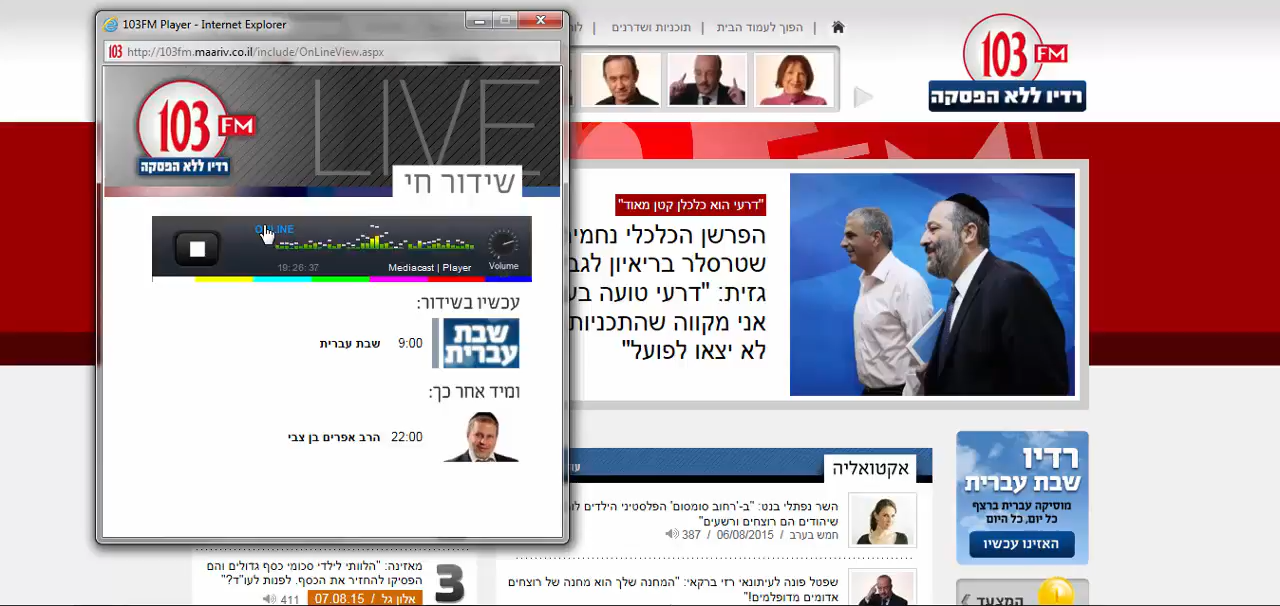 103FM Player - Internet Explorer
http://103fm.maariv.co.il/include/OnLineView.aspx
LIVE
103 FM
רדיו ללא הפסקה
שידור חי
ONLINE
19:26:37
Mediacast | Player
Volume
עכשיו בשידור:
שבת עברית
9:00
שבת עברית
ומיד אחר כך:
22:00
הרב אפרים בן צבי
הפוך לעמוד הבית
|
תוכניות ושדרנים
|
103 FM
רדיו ללא הפסקה
"דרעי הוא כלכלן קטן מאוד"
הפרשן הכלכלי נחמיה
שטרסלר בריאיון לגבי
גזית: "דרעי טועה בע
אני מקווה שהתכניות
לא יצאו לפועל"
אקטואליה
השר נפתלי בנט: "ב-'רחוב סומסום' הפלסטיני הילדים לומ
שיהודים הם רוצחים ורשעים"
חמש בערב / 06/08/2015 / 387
שפטל פונה לעיתונאי רזי ברקאי: "המחנה שלך הוא מחנה של רוצחים
אדומים מדופלמים!"
מאזינה: "הלוותי לילדי סכומי כסף גדולים והם
הפסיקו להחזיר את הכסף. לפנות לעו"ד?"
אלון גל / 07.08.15
411
3
רדיו
שבת עברית
מוסיקה עברית ברצף
כל יום, כל היום
האזינו עכשיו
המצעד